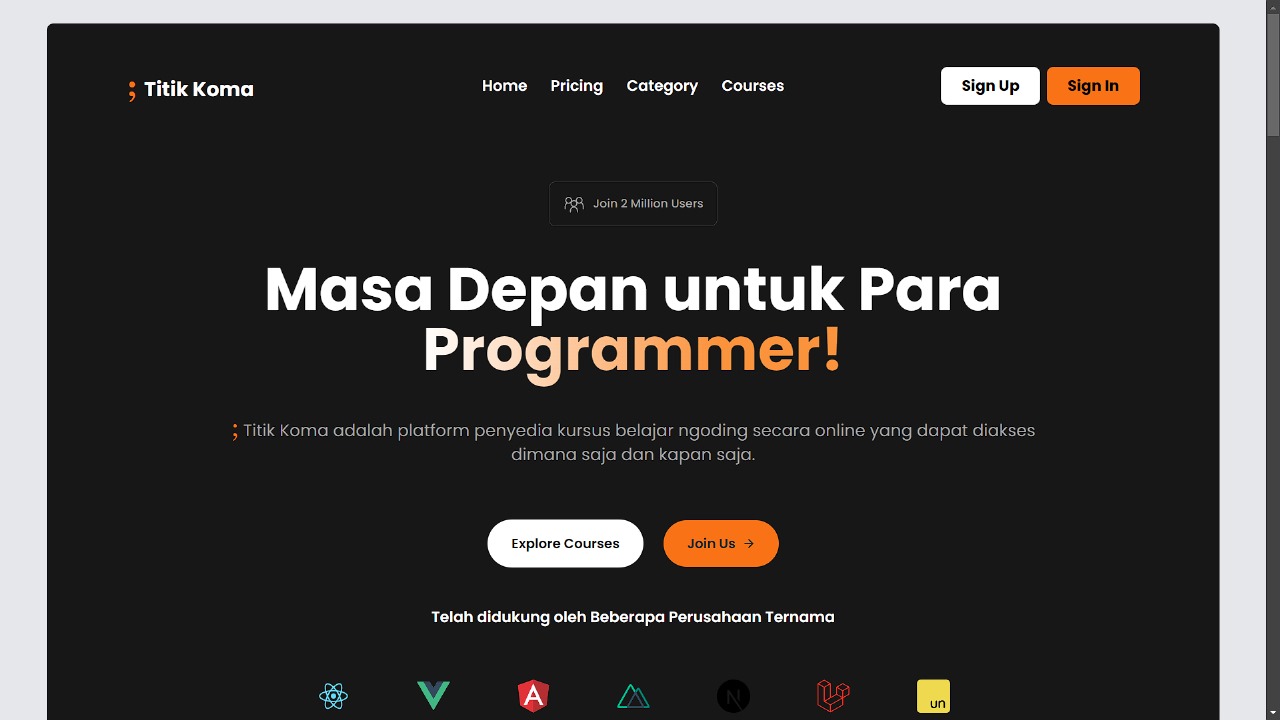 ; Titik Koma
Home Pricing Category Courses
Sign Up Sign In
Join 2 Million Users
Masa Depan untuk Para
Programmer!
; Titik Koma adalah platform penyedia kursus belajar ngoding secara online yang dapat diakses
dimana saja dan kapan saja.
Explore Courses Join Us →
Telah didukung oleh Beberapa Perusahaan Ternama
N un